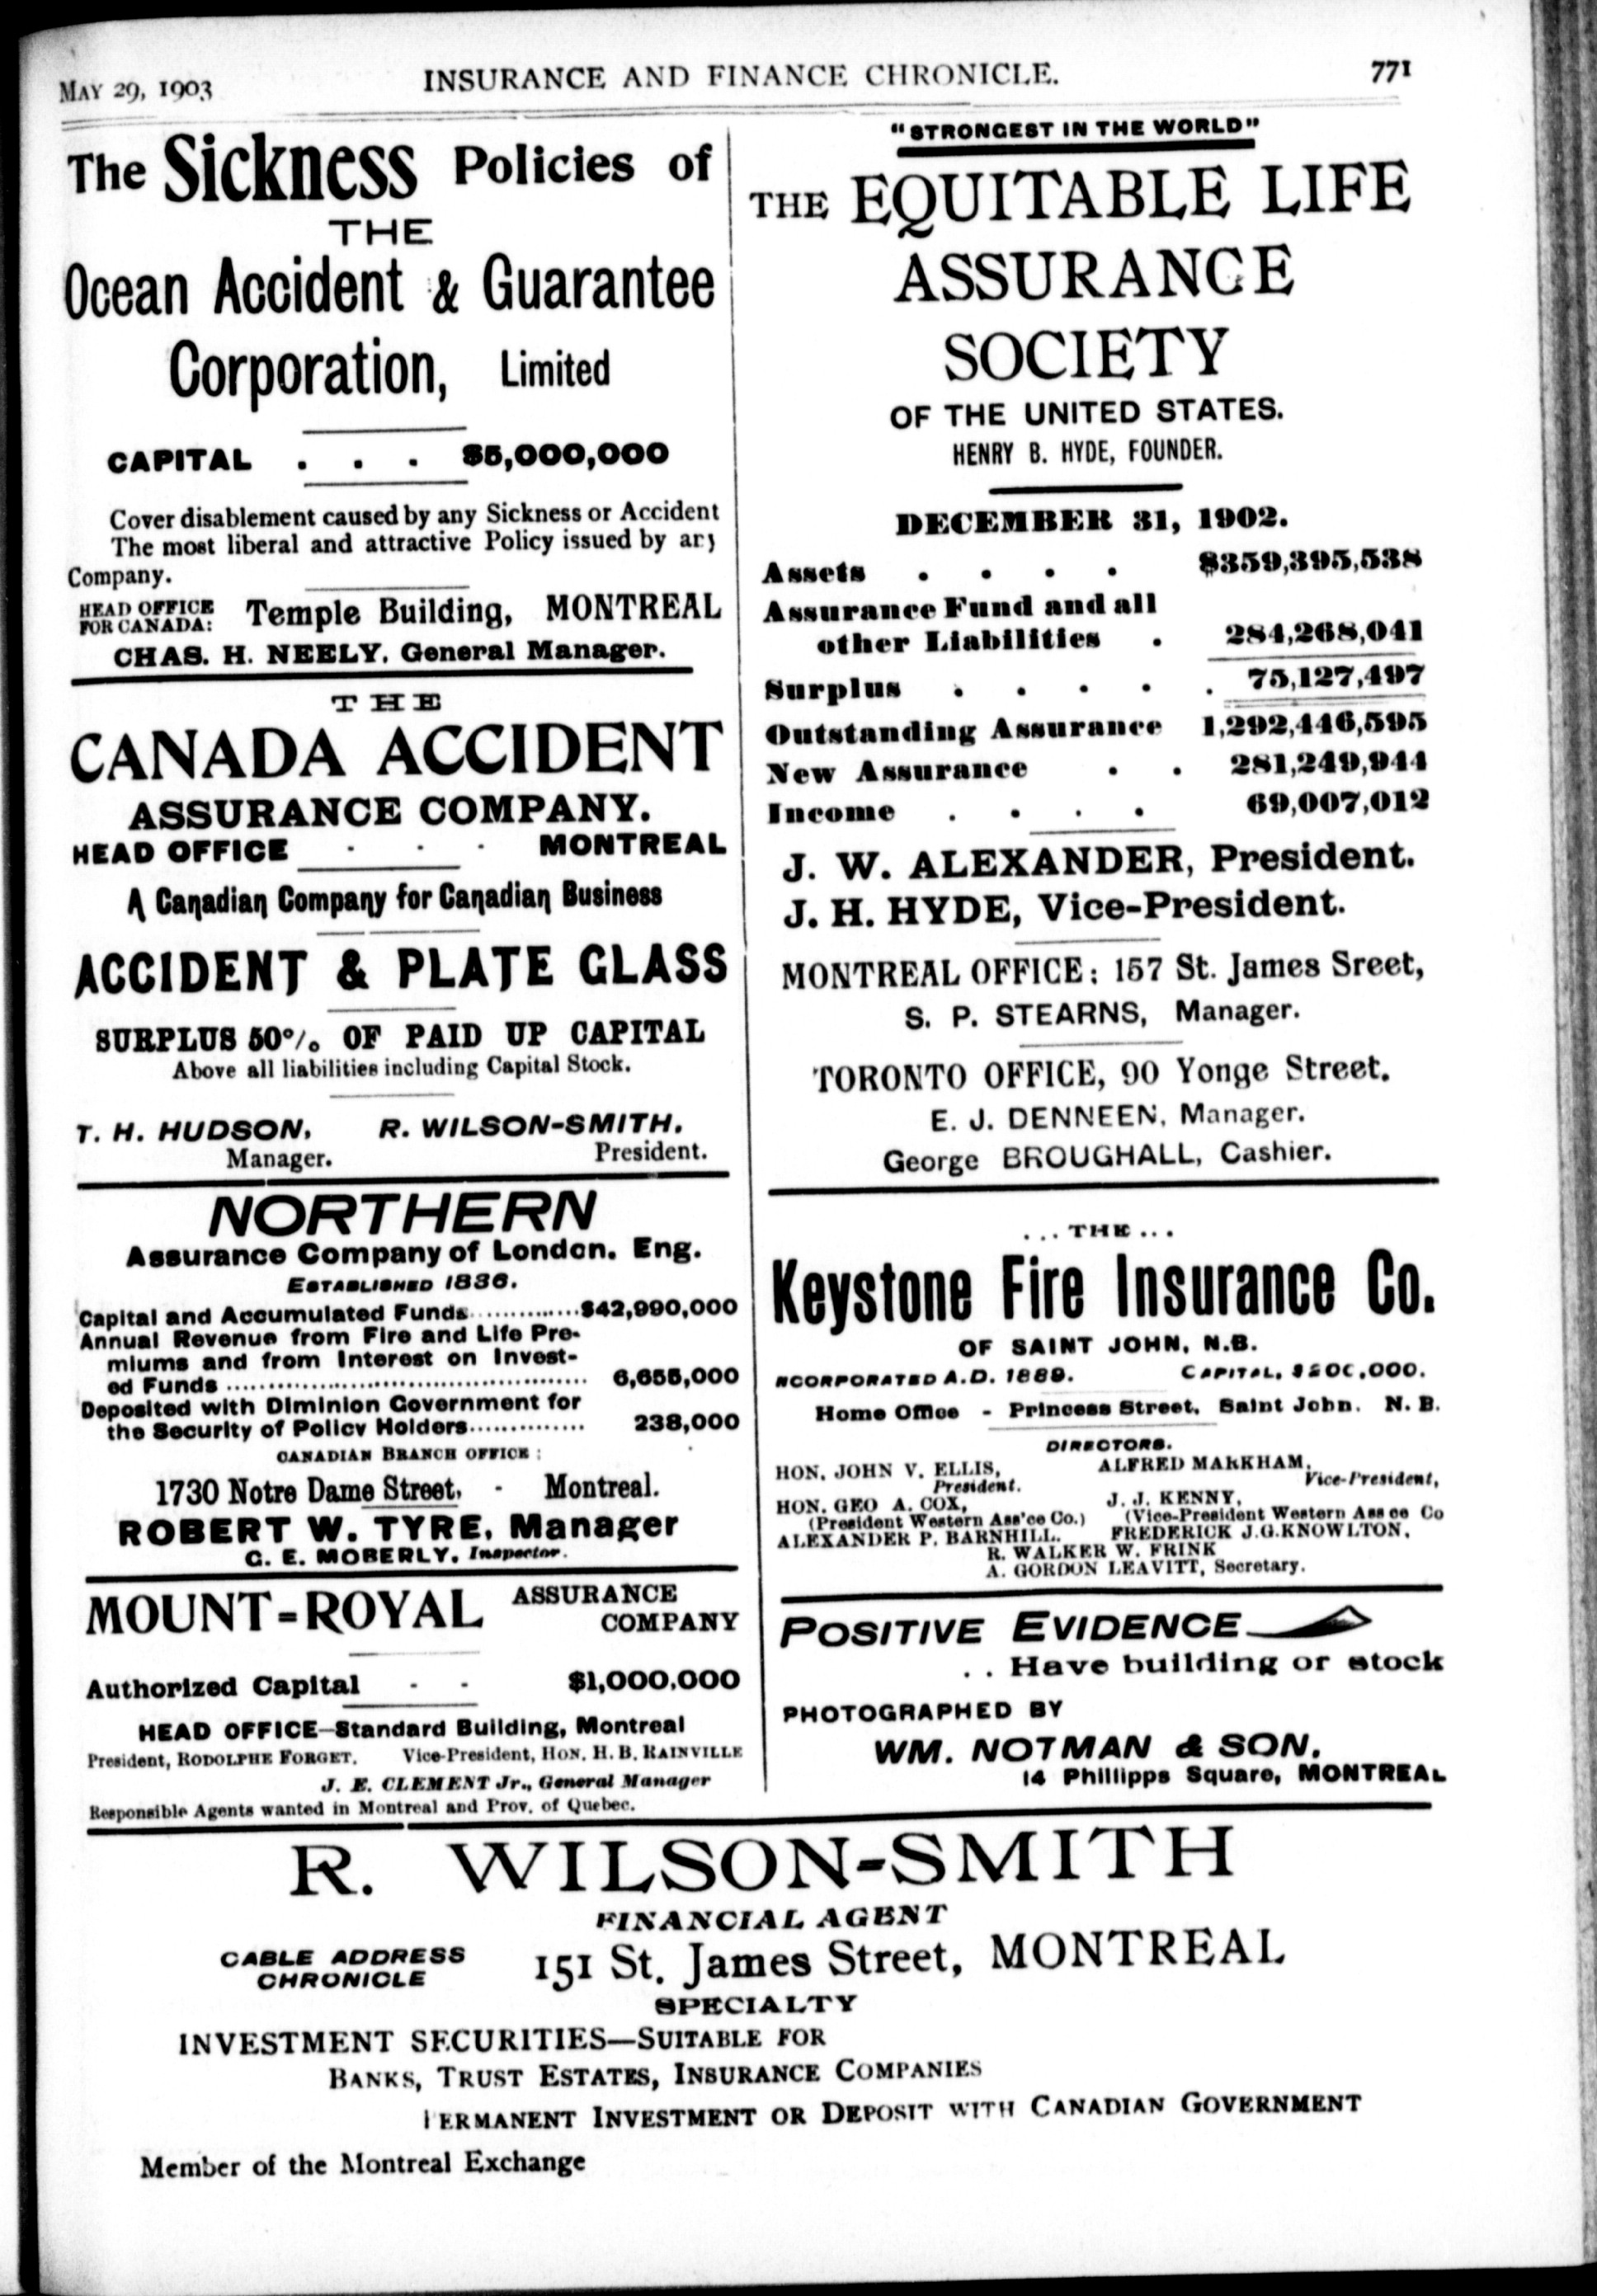 MAY 29, 1903 INSURANCE AND FINANCE CHRONICLE. 771
The Sickness Policies of
THE
Ocean Accident & Guarantee
Corporation, Limited
CAPITAL . . . $5,000,000
Cover disablement caused by any Sickness or Accident
The most liberal and attractive Policy issued by any
Company.
HEAD OFFICE
FOR CANADA: Temple Building, MONTREAL
CHAS. H. NEELY, General Manager.
THE
CANADA ACCIDENT
ASSURANCE COMPANY.
HEAD OFFICE - - - MONTREAL
A Canadian Company for Canadian Business
ACCIDENT & PLATE GLASS
SURPLUS 50% OF PAID UP CAPITAL
Above all liabilities including Capital Stock.
T. H. HUDSON, R. WILSON-SMITH.
Manager. President.
NORTHERN
Assurance Company of London, Eng.
ESTABLISHED 1836.
Capital and Accumulated Funds............$42,990,000
Annual Revenue from Fire and Life Pre-
miums and from Interest on Invest-
ed Funds ............................................ 6,655,000
Deposited with Diminion Government for
the Security of Policy Holders.............. 238,000
CANADIAN BRANCH OFFICE :
1730 Notre Dame Street, - Montreal.
ROBERT W. TYRE, Manager
G. E. MOBERLY, Inspector.
MOUNT-ROYAL ASSURANCE
COMPANY
Authorized Capital - - $1,000,000
HEAD OFFICE—Standard Building, Montreal
President, RODOLPHE FORGET. Vice-President, HON. H. B. RAINVILLE
J. E. CLEMENT Jr., General Manager
Responsible Agents wanted in Montreal and Prov. of Quebec.
"STRONGEST IN THE WORLD"
THE EQUITABLE LIFE
ASSURANCE
SOCIETY
OF THE UNITED STATES.
HENRY B. HYDE, FOUNDER.
DECEMBER 31, 1902.
Assets . . . . $359,395,538
Assurance Fund and all
other Liabilities . 284,268,041
Surplus . . . . . 75,127,497
Outstanding Assurance 1,292,446,595
New Assurance . . 281,249,944
Income . . . . 69,007,012
J. W. ALEXANDER, President.
J. H. HYDE, Vice-President.
MONTREAL OFFICE: 157 St. James Sreet,
S. P. STEARNS, Manager.
TORONTO OFFICE, 90 Yonge Street.
E. J. DENNEEN, Manager.
George BROUGHALL, Cashier.
... THE ...
Keystone Fire Insurance Co.
OF SAINT JOHN, N.B.
NCORPORATED A.D. 1889. CAPITAL, $200,000.
Home Office - Princess Street, Saint John, N. B.
DIRECTORS.
HON. JOHN V. ELLIS, ALFRED MARKHAM,
President. Vice-President,
HON. GEO A. COX, J. J. KENNY,
(President Western Ass'ce Co.) (Vice-President Western Ass ce Co
ALEXANDER P. BARNHILL. FREDERICK J.G.KNOWLTON,
R. WALKER W. FRINK
A. GORDON LEAVITT, Secretary.
POSITIVE EVIDENCE
. . Have building or stock
PHOTOGRAPHED BY
WM. NOTMAN & SON,
14 Phillipps Square, MONTREAL
R. WILSON-SMITH
FINANCIAL AGENT
CABLE ADDRESS
CHRONICLE 151 St. James Street, MONTREAL
SPECIALTY
INVESTMENT SECURITIES—SUITABLE FOR
BANKS, TRUST ESTATES, INSURANCE COMPANIES
PERMANENT INVESTMENT OR DEPOSIT WITH CANADIAN GOVERNMENT
Member of the Montreal Exchange